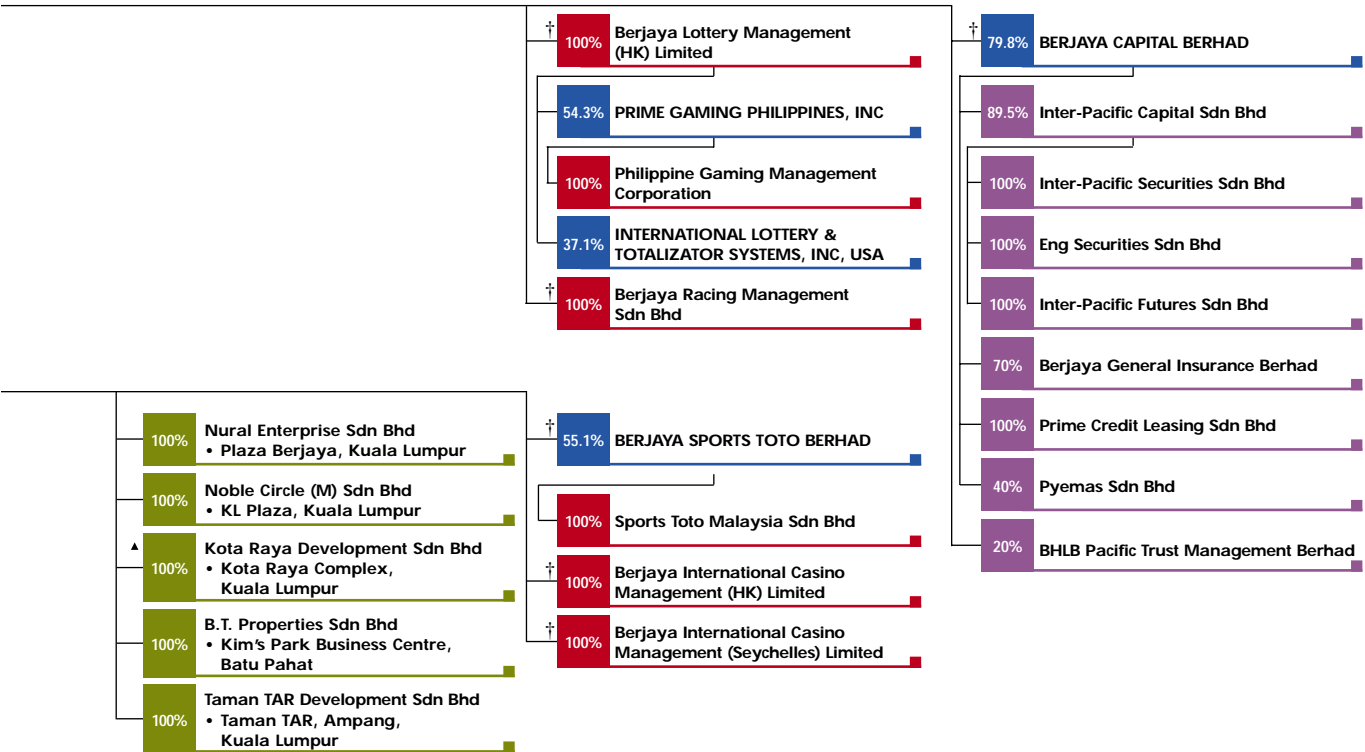 †
100%
Berjaya Lottery Management
(HK) Limited
54.3%
PRIME GAMING PHILIPPINES, INC
100%
Philippine Gaming Management
Corporation
37.1%
INTERNATIONAL LOTTERY &
TOTALIZATOR SYSTEMS, INC, USA
†
100%
Berjaya Racing Management
Sdn Bhd
†
79.8%
BERJAYA CAPITAL BERHAD
89.5%
Inter-Pacific Capital Sdn Bhd
100%
Inter-Pacific Securities Sdn Bhd
100%
Eng Securities Sdn Bhd
100%
Inter-Pacific Futures Sdn Bhd
70%
Berjaya General Insurance Berhad
100%
Prime Credit Leasing Sdn Bhd
40%
Pyemas Sdn Bhd
20%
BHLB Pacific Trust Management Berhad
100%
Nural Enterprise Sdn Bhd
• Plaza Berjaya, Kuala Lumpur
100%
Noble Circle (M) Sdn Bhd
• KL Plaza, Kuala Lumpur
▲
100%
Kota Raya Development Sdn Bhd
• Kota Raya Complex,
Kuala Lumpur
100%
B.T. Properties Sdn Bhd
• Kim's Park Business Centre,
Batu Pahat
100%
Taman TAR Development Sdn Bhd
• Taman TAR, Ampang,
Kuala Lumpur
†
55.1%
BERJAYA SPORTS TOTO BERHAD
100%
Sports Toto Malaysia Sdn Bhd
†
100%
Berjaya International Casino
Management (HK) Limited
†
100%
Berjaya International Casino
Management (Seychelles) Limited